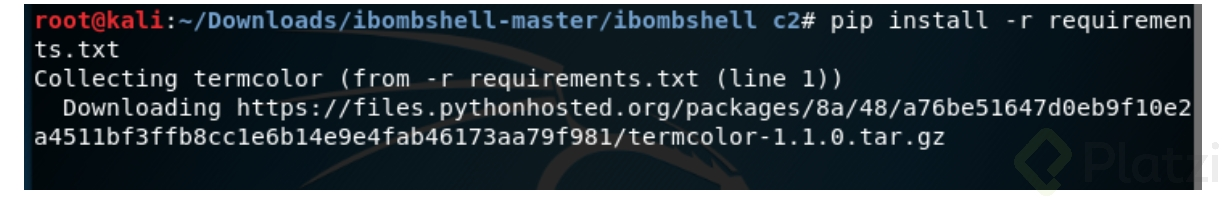 root@kali:~/Downloads/ibombshell-master/ibombshell c2# pip install -r requiremen
ts.txt
Collecting termcolor (from -r requirements.txt (line 1))
  Downloading https://files.pythonhosted.org/packages/8a/48/a76be51647d0eb9f10e2
a4511bf3ffb8cc1e6b14e9e4fab46173aa79f981/termcolor-1.1.0.tar.gz
Platzi